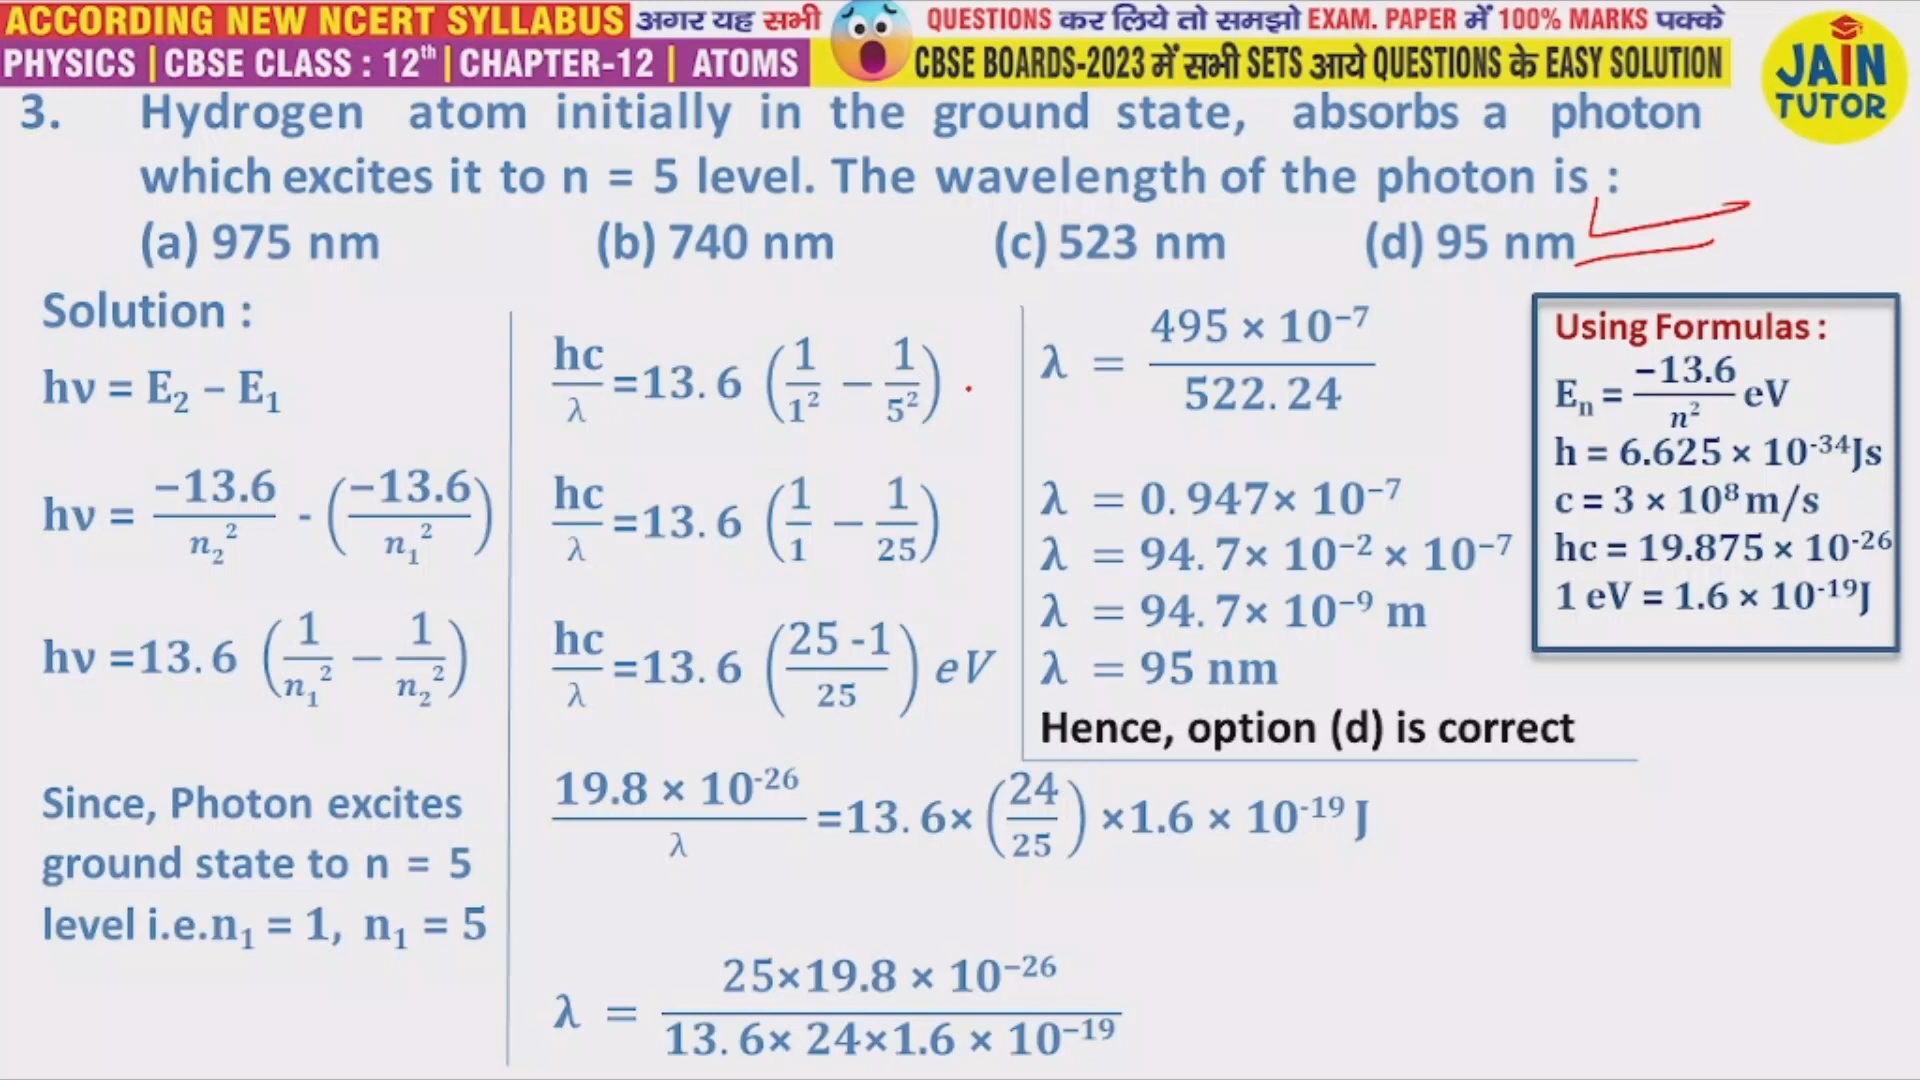 ACCORDING NEW NCERT SYLLABUS अगर यह सभी QUESTIONS कर लिये तो समझो EXAM. PAPER में 100% MARKS पक्के
PHYSICS | CBSE CLASS : 12th | CHAPTER-12 | ATOMS CBSE BOARDS-2023 में सभी SETS आये QUESTIONS के EASY SOLUTION
JAIN
TUTOR
3. Hydrogen atom initially in the ground state, absorbs a photon
which excites it to n = 5 level. The wavelength of the photon is :
(a) 975 nm (b) 740 nm (c) 523 nm (d) 95 nm
Solution :
hν = E₂ − E₁
hν = −13.6/n₂² - (−13.6/n₁²)
hν =13.6 (1/n₁² − 1/n₂²)
Since, Photon excites
ground state to n = 5
level i.e.n₁ = 1, n₁ = 5
hc/λ =13.6 (1/1² − 1/5²)
hc/λ =13.6 (1/1 − 1/25)
hc/λ =13.6 (25 -1/25) eV
19.8 × 10⁻²⁶/λ =13.6× (24/25) ×1.6 × 10⁻¹⁹ J
λ = 25×19.8 × 10⁻²⁶/13.6× 24×1.6 × 10⁻¹⁹
λ = 495 × 10⁻⁷/522.24
λ = 0.947× 10⁻⁷
λ = 94.7× 10⁻² × 10⁻⁷
λ = 94.7× 10⁻⁹ m
λ = 95 nm
Hence, option (d) is correct
Using Formulas :
Eₙ = −13.6/n² eV
h = 6.625 × 10⁻³⁴Js
c = 3 × 10⁸ m/s
hc = 19.875 × 10⁻²⁶
1 eV = 1.6 × 10⁻¹⁹J